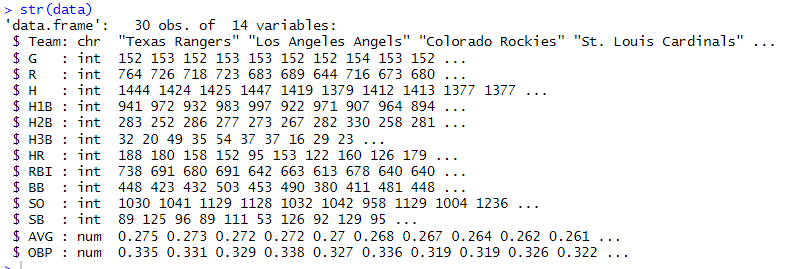 > str(data)
'data.frame':   30 obs. of  14 variables:
 $ Team: chr  "Texas Rangers" "Los Angeles Angels" "Colorado Rockies" "St. Louis Cardinals" ...
 $ G   : int  152 153 152 153 153 152 152 154 153 152 ...
 $ R   : int  764 726 718 723 683 689 644 716 673 680 ...
 $ H   : int  1444 1424 1425 1447 1419 1379 1412 1413 1377 1377 ...
 $ H1B : int  941 972 932 983 997 922 971 907 964 894 ...
 $ H2B : int  283 252 286 277 273 267 282 330 258 281 ...
 $ H3B : int  32 20 49 35 54 37 37 16 29 23 ...
 $ HR  : int  188 180 158 152 95 153 122 160 126 179 ...
 $ RBI : int  738 691 680 691 642 663 613 678 640 640 ...
 $ BB  : int  448 423 432 503 453 490 380 411 481 448 ...
 $ SO  : int  1030 1041 1129 1128 1032 1042 958 1129 1004 1236 ...
 $ SB  : int  89 125 96 89 111 53 126 92 129 95 ...
 $ AVG : num  0.275 0.273 0.272 0.272 0.27 0.268 0.267 0.264 0.262 0.261 ...
 $ OBP : num  0.335 0.331 0.329 0.338 0.327 0.336 0.319 0.319 0.326 0.322 ...
>